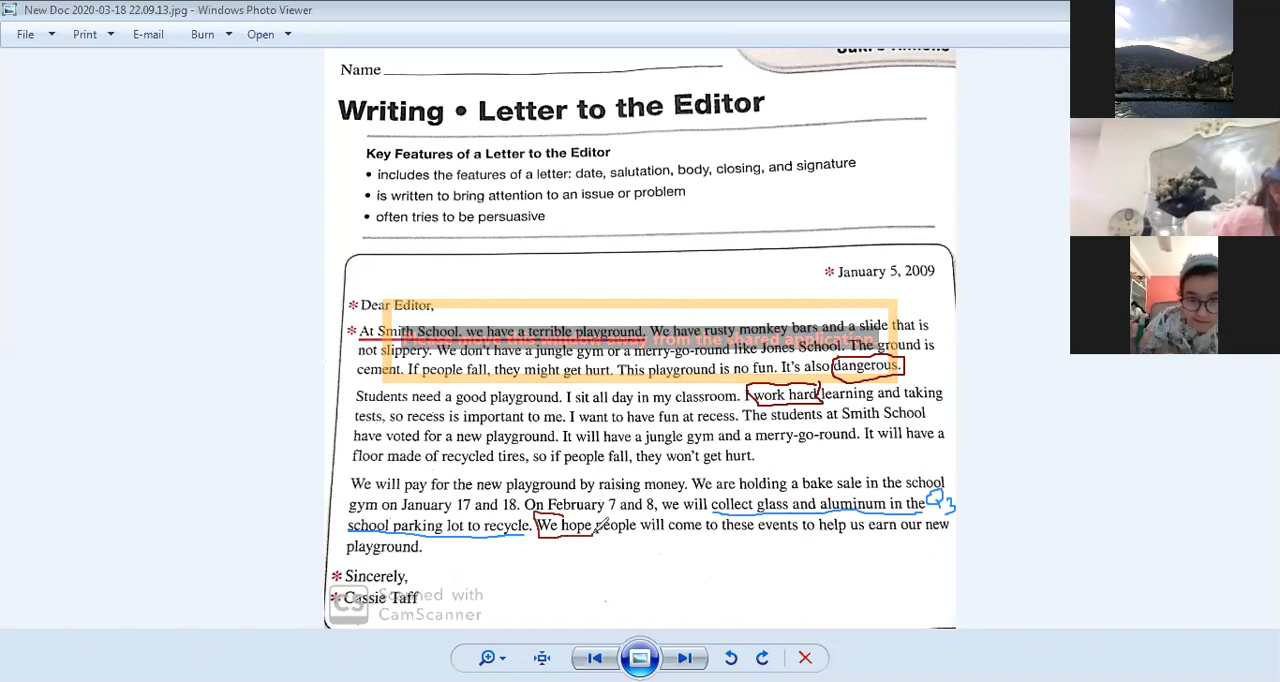 New Doc 2020-03-18 22.09.13.jpg - Windows Photo Viewer
File Print E-mail Burn Open
Name
Writing • Letter to the Editor
Key Features of a Letter to the Editor
• includes the features of a letter: date, salutation, body, closing, and signature
• is written to bring attention to an issue or problem
• often tries to be persuasive
* January 5, 2009
* Dear Editor,
* At Smith School, we have a terrible playground. We have rusty monkey bars and a slide that is
Please move this window away from the shared application.
not slippery. We don't have a jungle gym or a merry-go-round like Jones School. The ground is
cement. If people fall, they might get hurt. This playground is no fun. It's also dangerous.
Students need a good playground. I sit all day in my classroom. I work hard learning and taking
tests, so recess is important to me. I want to have fun at recess. The students at Smith School
have voted for a new playground. It will have a jungle gym and a merry-go-round. It will have a
floor made of recycled tires, so if people fall, they won't get hurt.
We will pay for the new playground by raising money. We are holding a bake sale in the school
gym on January 17 and 18. On February 7 and 8, we will collect glass and aluminum in the Q3
school parking lot to recycle. We hope people will come to these events to help us earn our new
playground.
* Sincerely,
* Cassie Taff
CS Scanned with
CamScanner